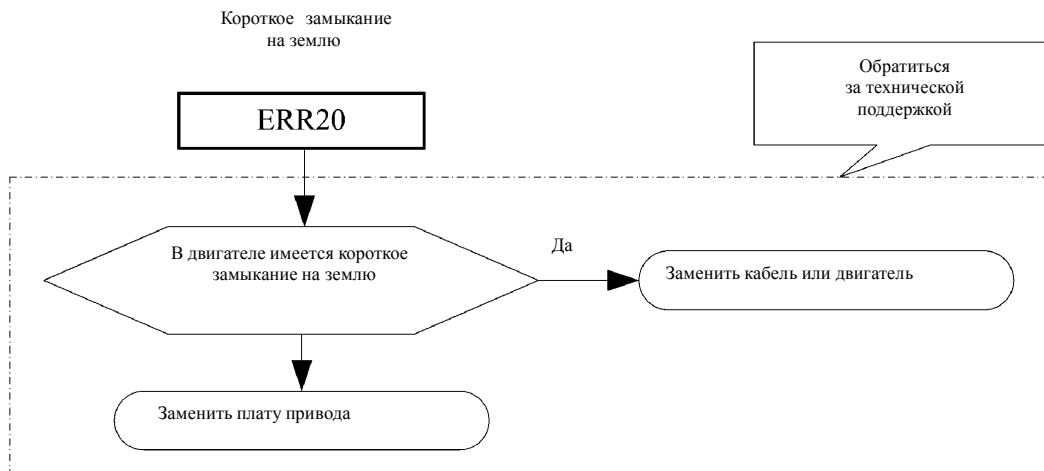 Короткое замыкание
на землю
Обратиться
за технической
поддержкой
ERR20
В двигателе имеется короткое
замыкание на землю
Да
Заменить кабель или двигатель
Заменить плату привода